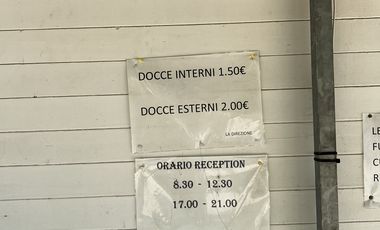 DOCCE INTERNI 1.50€
DOCCE ESTERNI 2.00€
LA DIREZIONE
ORARIO RECEPTION
8.30 - 12.30
17.00 - 21.00